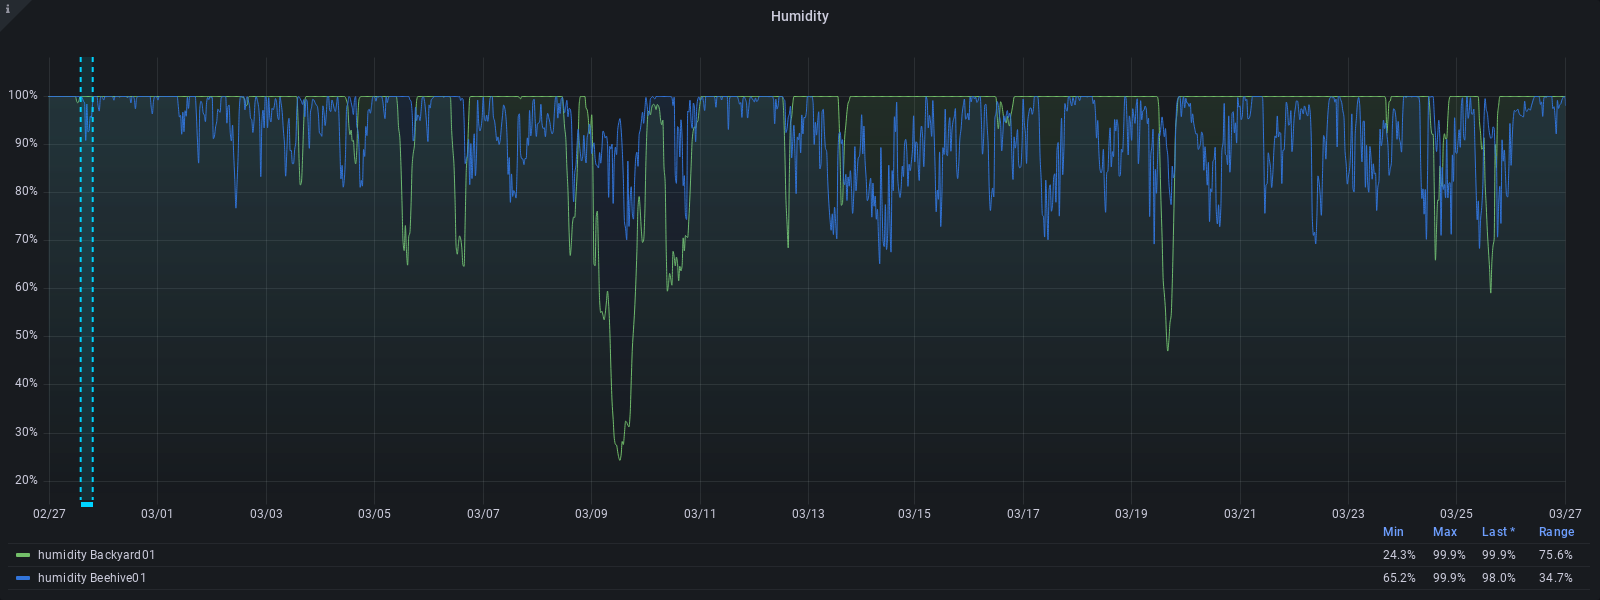 i
Humidity
100%
90%
80%
70%
60%
50%
40%
30%
20%
02/27 03/01 03/03 03/05 03/07 03/09 03/11 03/13 03/15 03/17 03/19 03/21 03/23 03/25 03/27
Min Max Last * Range
humidity Backyard01 24.3% 99.9% 99.9% 75.6%
humidity Beehive01 65.2% 99.9% 98.0% 34.7%